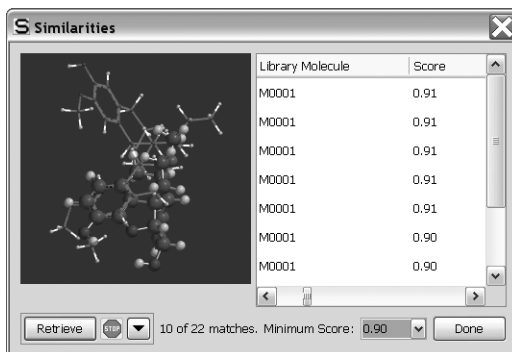 S Similarities
Library Molecule Score
M0001 0.91
M0001 0.91
M0001 0.91
M0001 0.91
M0001 0.91
M0001 0.90
M0001 0.90
Retrieve STOP 10 of 22 matches. Minimum Score: 0.90 Done